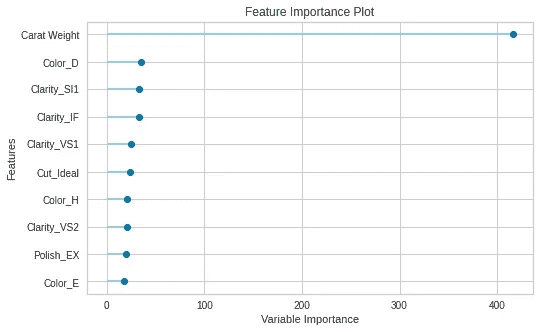 Feature Importance Plot
Carat Weight
Color_D
Clarity_SI1
Clarity_IF
Clarity_VS1
Cut_Ideal
Color_H
Clarity_VS2
Polish_EX
Color_E
Features
0 100 200 300 400
Variable Importance